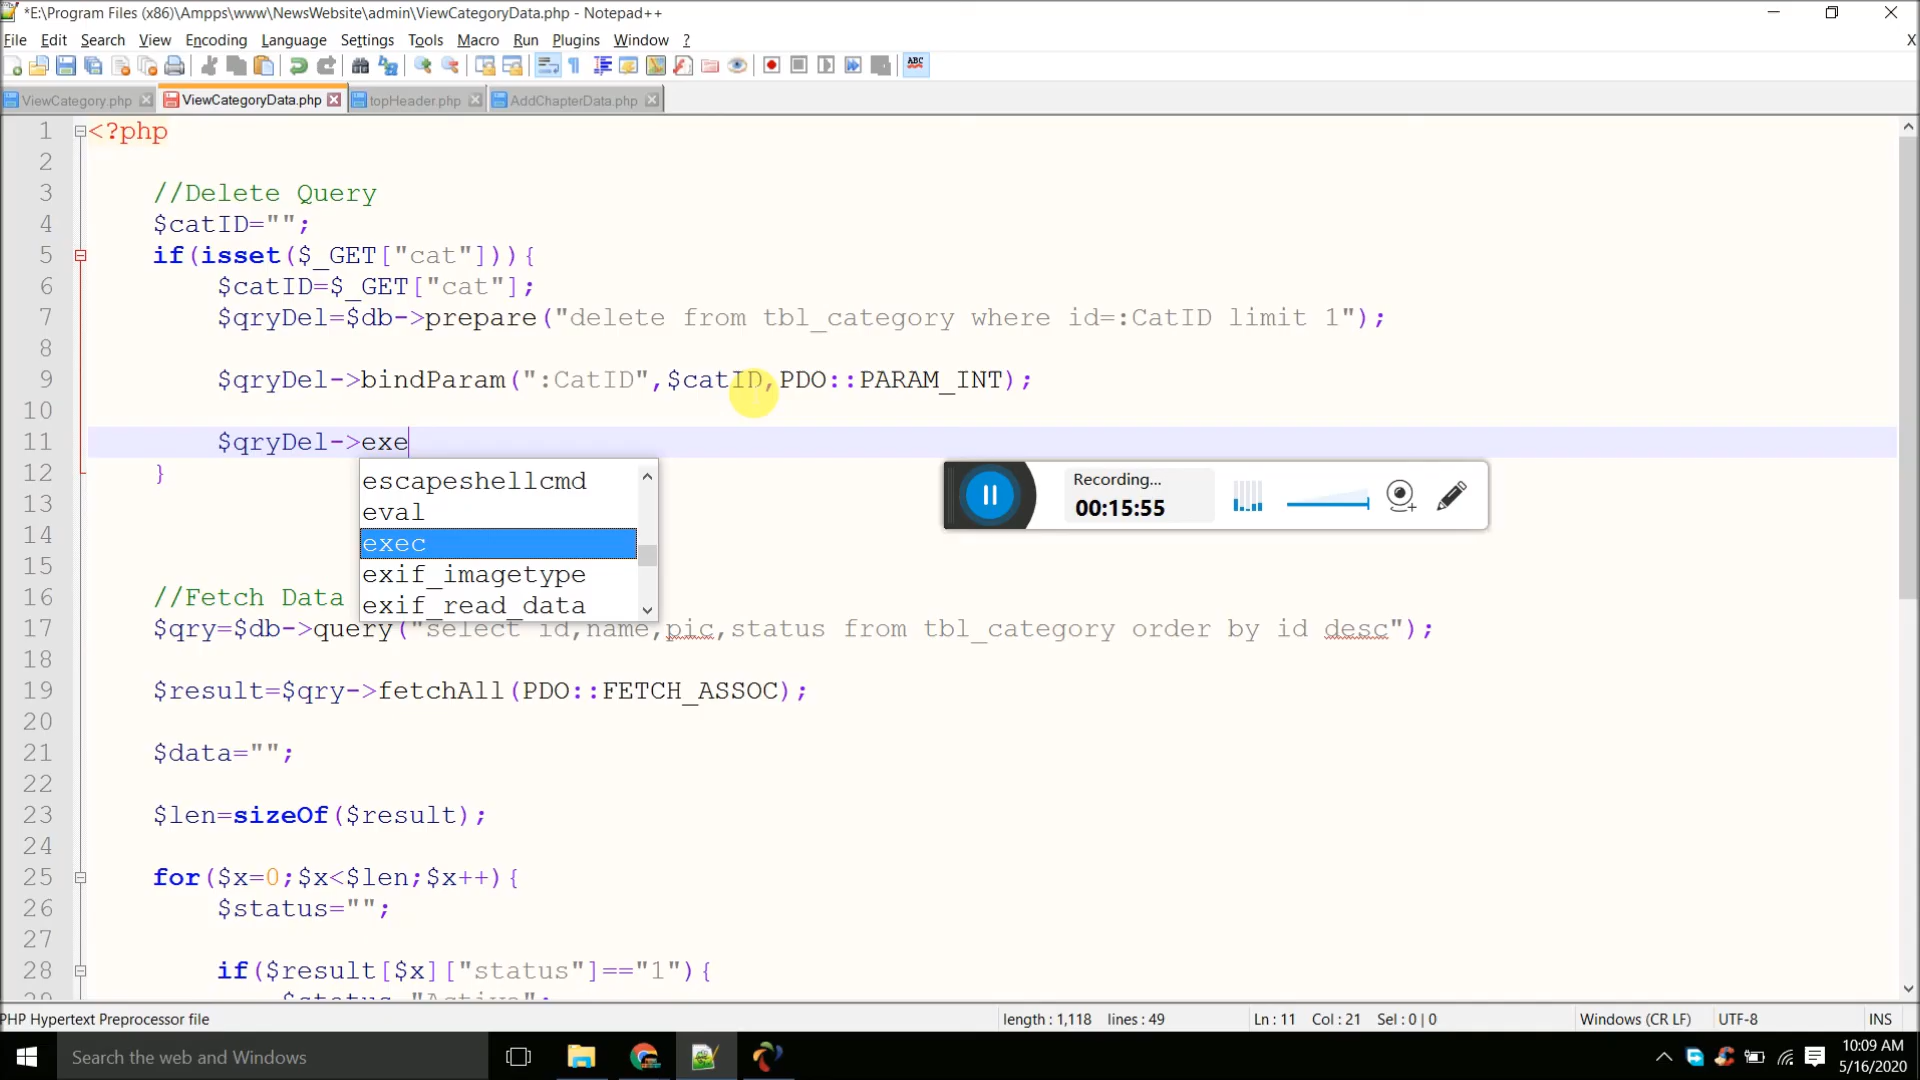 *E:\Program Files (x86)\Ampps\www\NewsWebsite\admin\ViewCategoryData.php - Notepad++
File Edit Search View Encoding Language Settings Tools Macro Run Plugins Window ? X
ABC
ViewCategory.php ViewCategoryData.php topHeader.php AddChapterData.php
1 <?php
2
3 //Delete Query
4 $catID="";
5 if(isset($_GET["cat"])){
6 $catID=$_GET["cat"];
7 $qryDel=$db->prepare("delete from tbl_category where id=:CatID limit 1");
8
9 $qryDel->bindParam(":CatID",$catID,PDO::PARAM_INT);
10
11 $qryDel->exe
12 }
escapeshellcmd
eval
exec
exif_imagetype
exif_read_data
Recording...
00:15:55
13
14
15
16 //Fetch Data
17 $qry=$db->query("select id,name,pic,status from tbl_category order by id desc");
18
19 $result=$qry->fetchAll(PDO::FETCH_ASSOC);
20
21 $data="";
22
23 $len=sizeOf($result);
24
25 for($x=0;$x<$len;$x++){
26 $status="";
27
28 if($result[$x]["status"]=="1"){
29 $status="Active";
PHP Hypertext Preprocessor file length : 1,118 lines : 49 Ln : 11 Col : 21 Sel : 0 | 0 Windows (CR LF) UTF-8 INS
Search the web and Windows
10:09 AM
5/16/2020